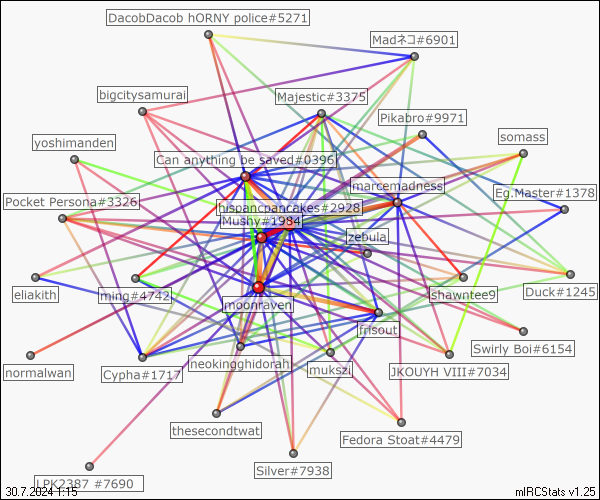 DacobDacob hORNY police#5271
Madネコ#6901
bigcitysamurai
Majestic#3375
Pikabro#9971
yoshimanden
somass
Can anything be saved#0396
marcemadness
Pocket Persona#3326
hispancpancakes#2928
Eg.Master#1378
Mushy#1984
zebula
eliakith
ming#4742
moonraven
shawntee9
Duck#1245
frisout
Swirly Boi#6154
normalwan
Cypha#1717
neokingghidorah
mukszi
JKOUYH VIII#7034
thesecondtwat
Fedora Stoat#4479
Silver#7938
LPK2387 #7690
30.7.2024 1:15
mIRCStats v1.25